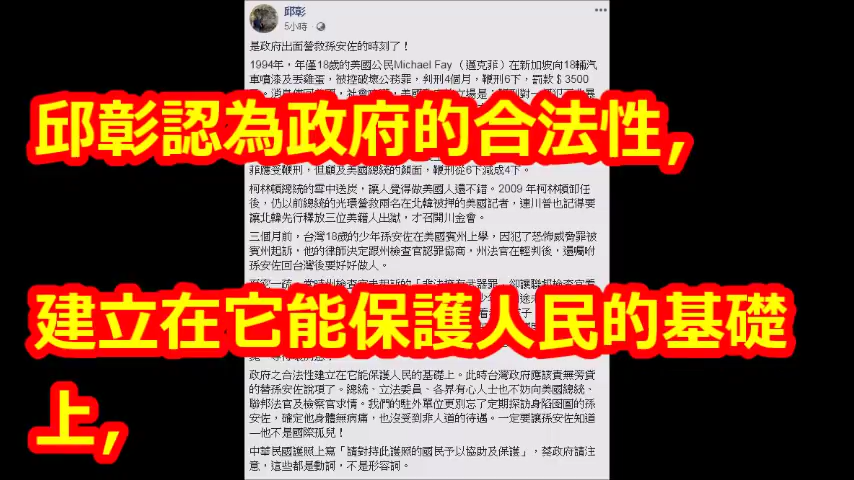 邱彰
5小時
是政府出面營救孫安佐的時刻了！
1994年，年僅18歲的美國公民Michael Fay（道克菲）在新加坡向18輛汽
車噴漆及丟雞蛋，被控破壞公務罪，判刑4個月，鞭刑6下，罰款＄3500
邱彰認為政府的合法性,
菲應受鞭刑，但顧及美國總統的顏面，鞭刑從6下減成4下。
柯林頓總統的雪中送炭，讓人覺得做美國人還不錯。2009 年柯林頓卸任
後，仍以前總統的光環營救兩名在北韓被押的美國記者，連川普也記得要
讓北韓先行釋放三位美籍人出獄，才召開川金會。
三個月前，台灣18歲的少年孫安佐在美國賓州上學，因犯了恐怖威脅罪被
賓州起訴，他的律師決定跟州檢查官認罪協商，州法官在輕判後，還囑咐
孫安佐回台灣後要好好做人。
建立在它能保護人民的基礎
上,
政府之合法性建立在它能保護人民的基礎上。此時台灣政府應該責無旁貸
的替孫安佐說項了。總統、立法委員、各界有心人士也不妨向美國總統、
聯邦法官及檢察官求情。我們的駐外單位更別忘了定期探訪身陷囹圄的孫
安佐，確定他身體無病痛，也沒受到非人道的待遇。一定要讓孫安佐知道
—他不是國際孤兒！
中華民國護照上寫「請對持此護照的國民予以協助及保護」，蔡政府請注
意，這些都是動詞，不是形容詞。